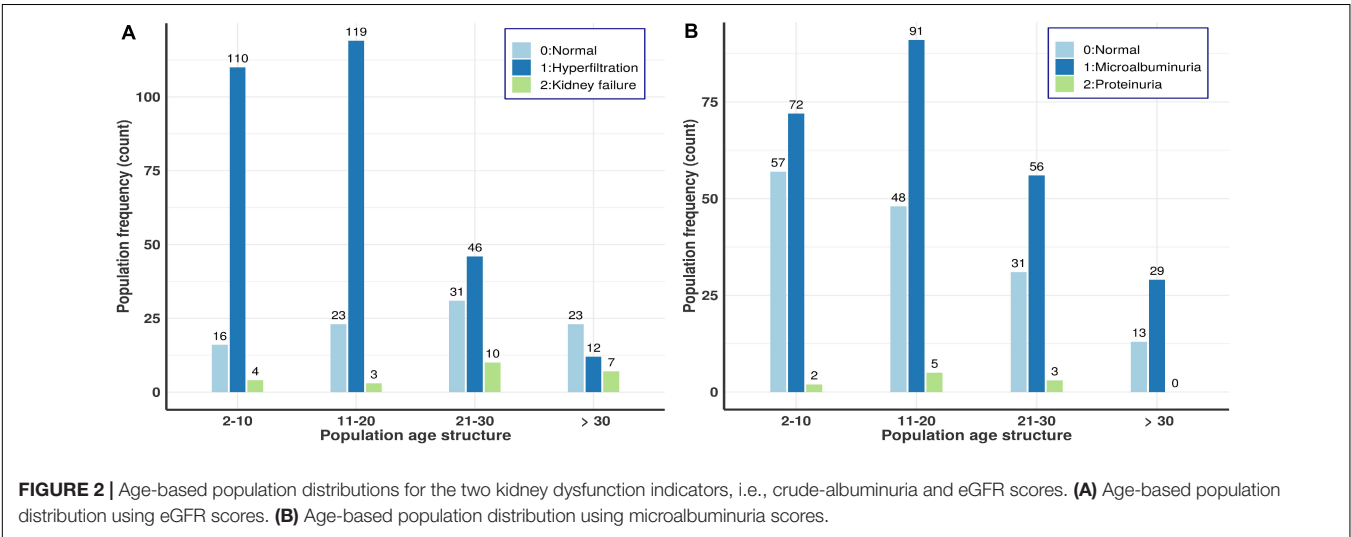 A
Population frequency (count)
100
75
50
25
0
110
119
16
4
23
3
31
46
10
23
12
7
0:Normal
1:Hyperfiltration
2:Kidney failure
2-10 11-20 21-30 > 30
Population age structure
B
Population frequency (count)
75
50
25
0
57
72
2
48
91
5
31
56
3
13
29
0
0:Normal
1:Microalbuminuria
2:Proteinuria
2-10 11-20 21-30 > 30
Population age structure
FIGURE 2 | Age-based population distributions for the two kidney dysfunction indicators, i.e., crude-albuminuria and eGFR scores. (A) Age-based population
distribution using eGFR scores. (B) Age-based population distribution using microalbuminuria scores.